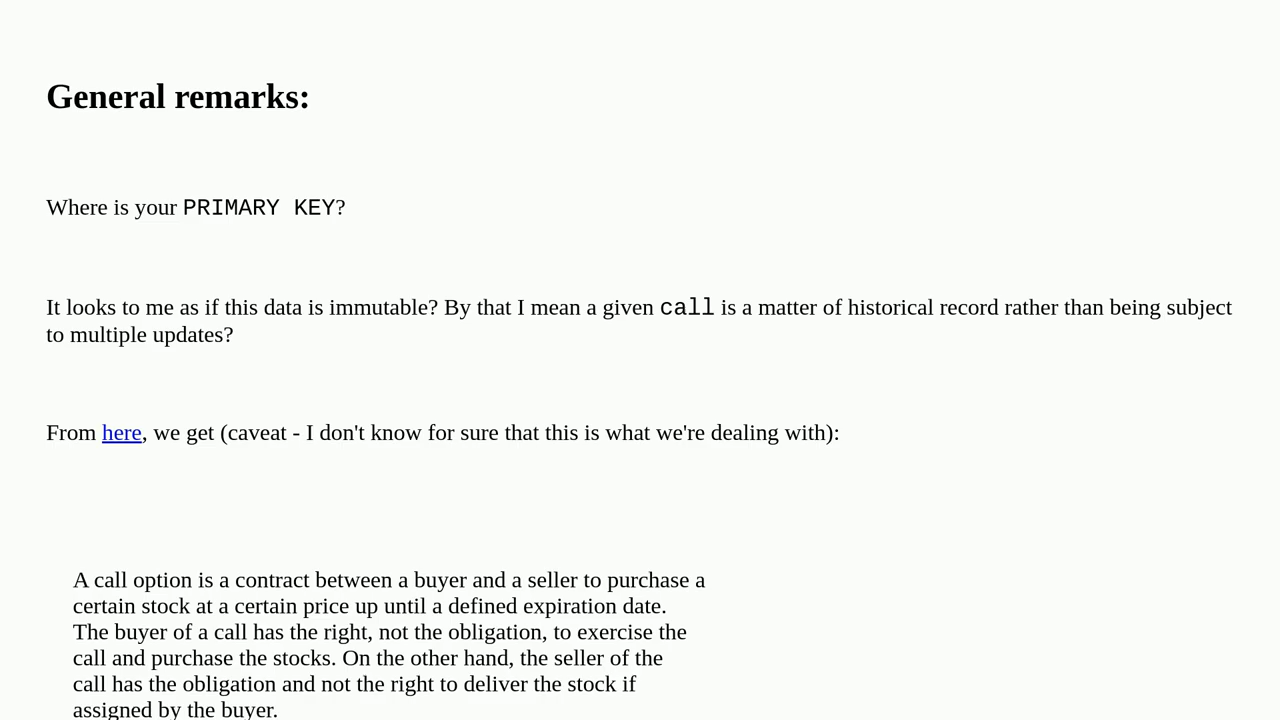 General remarks:
Where is your PRIMARY KEY?
It looks to me as if this data is immutable? By that I mean a given call is a matter of historical record rather than being subject
to multiple updates?
From here, we get (caveat - I don't know for sure that this is what we're dealing with):
A call option is a contract between a buyer and a seller to purchase a
certain stock at a certain price up until a defined expiration date.
The buyer of a call has the right, not the obligation, to exercise the
call and purchase the stocks. On the other hand, the seller of the
call has the obligation and not the right to deliver the stock if
assigned by the buyer.